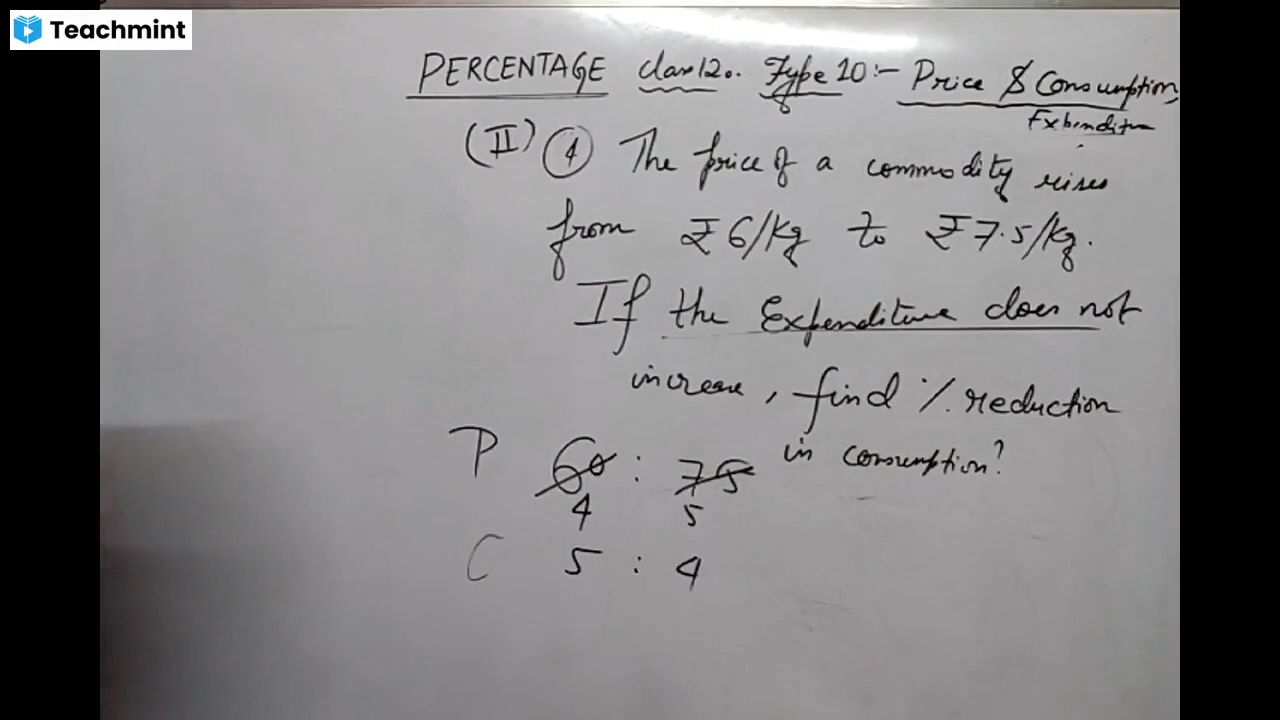 Teachmint
PERCENTAGE Class 12. Type 10:- Price & Consumption,
Expenditure
(II) (4) The price of a commodity rises
from ₹6/Kg to ₹7.5/Kg.
If the Expenditure does not
increase, find % reduction
in consumption?
P 60 : 75
4 5
C 5 : 4